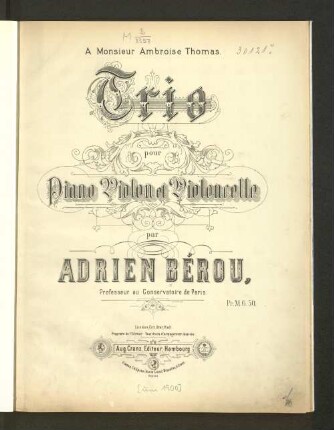 A Monsieur Ambroise Thomas.
30121
Trio
pour
Piano Violon et Violoncelle
par
ADRIEN BÉROU,
Professeur au Conservatoire de Paris.
Pr. M. 6.50.
Aug. Cranz, Editeur, Hambourg